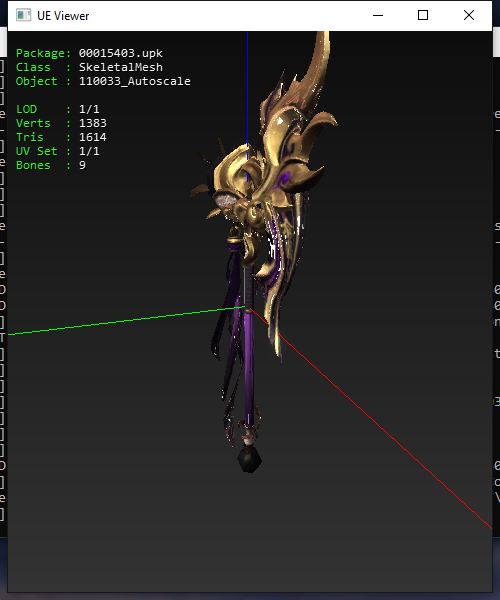 UE Viewer
Package: 00015403.upk
Class : SkeletalMesh
Object : 110033_Autoscale
LOD : 1/1
Verts : 1383
Tris : 1614
UV Set : 1/1
Bones : 9